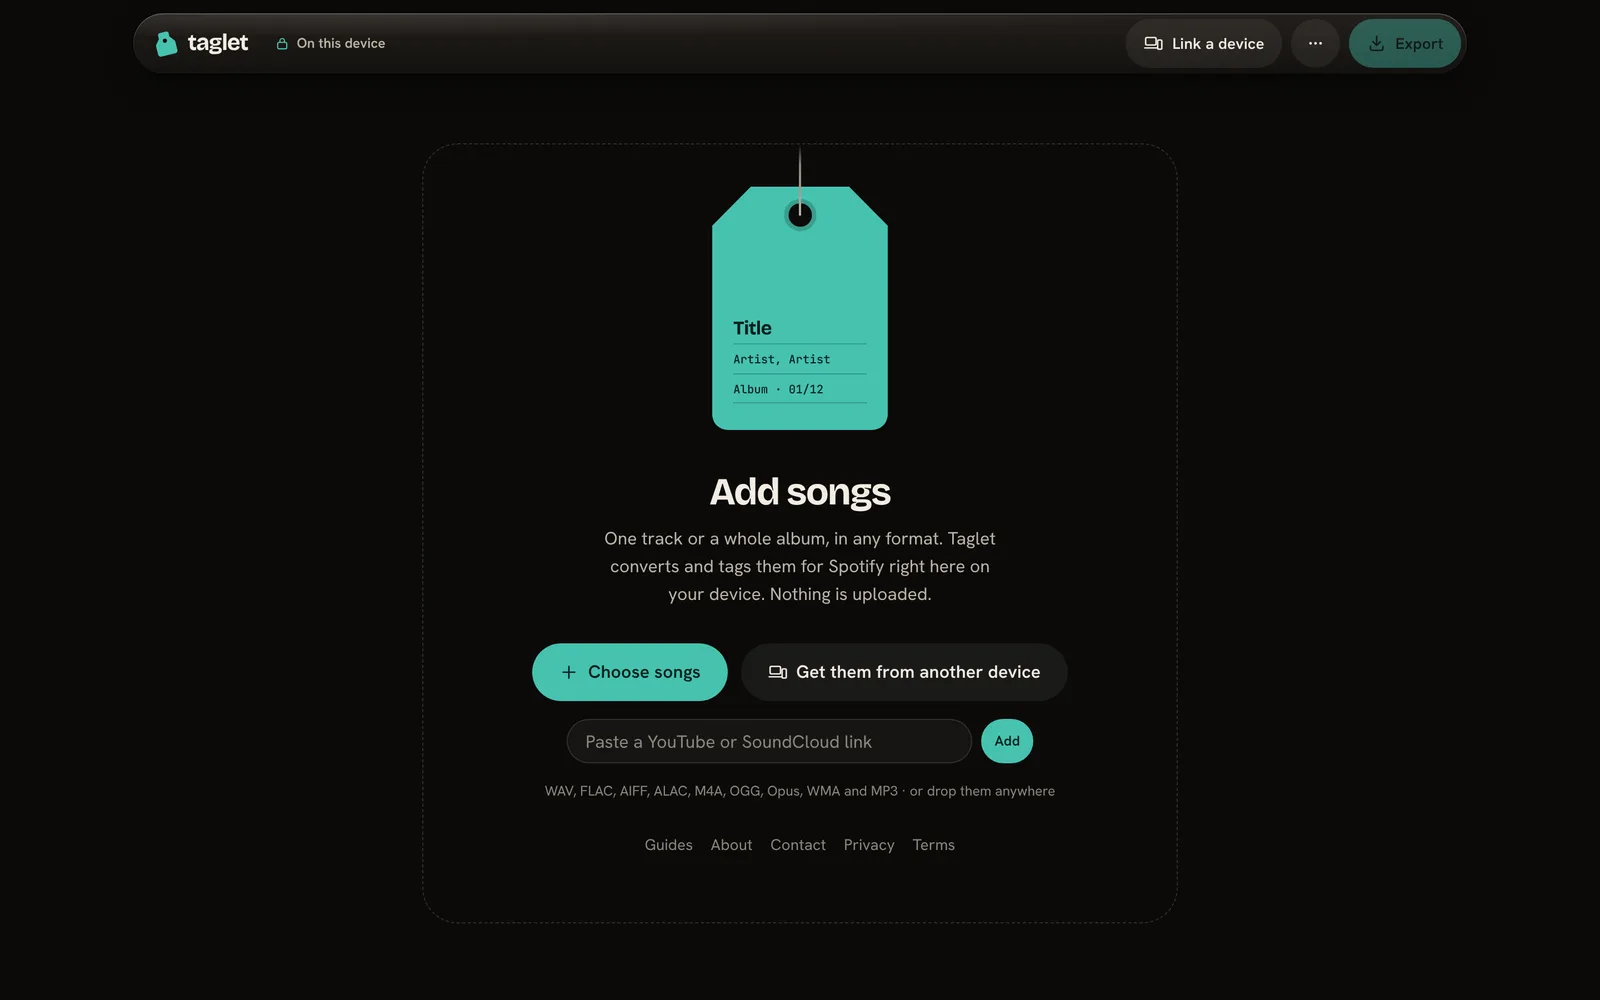 taglet
On this device
Link a device
Export
Title
Artist, Artist
Album · 01/12
Add songs
One track or a whole album, in any format. Taglet
converts and tags them for Spotify right here on
your device. Nothing is uploaded.
Choose songs
Get them from another device
Paste a YouTube or SoundCloud link
Add
WAV, FLAC, AIFF, ALAC, M4A, OGG, Opus, WMA and MP3 · or drop them anywhere
Guides About Contact Privacy Terms